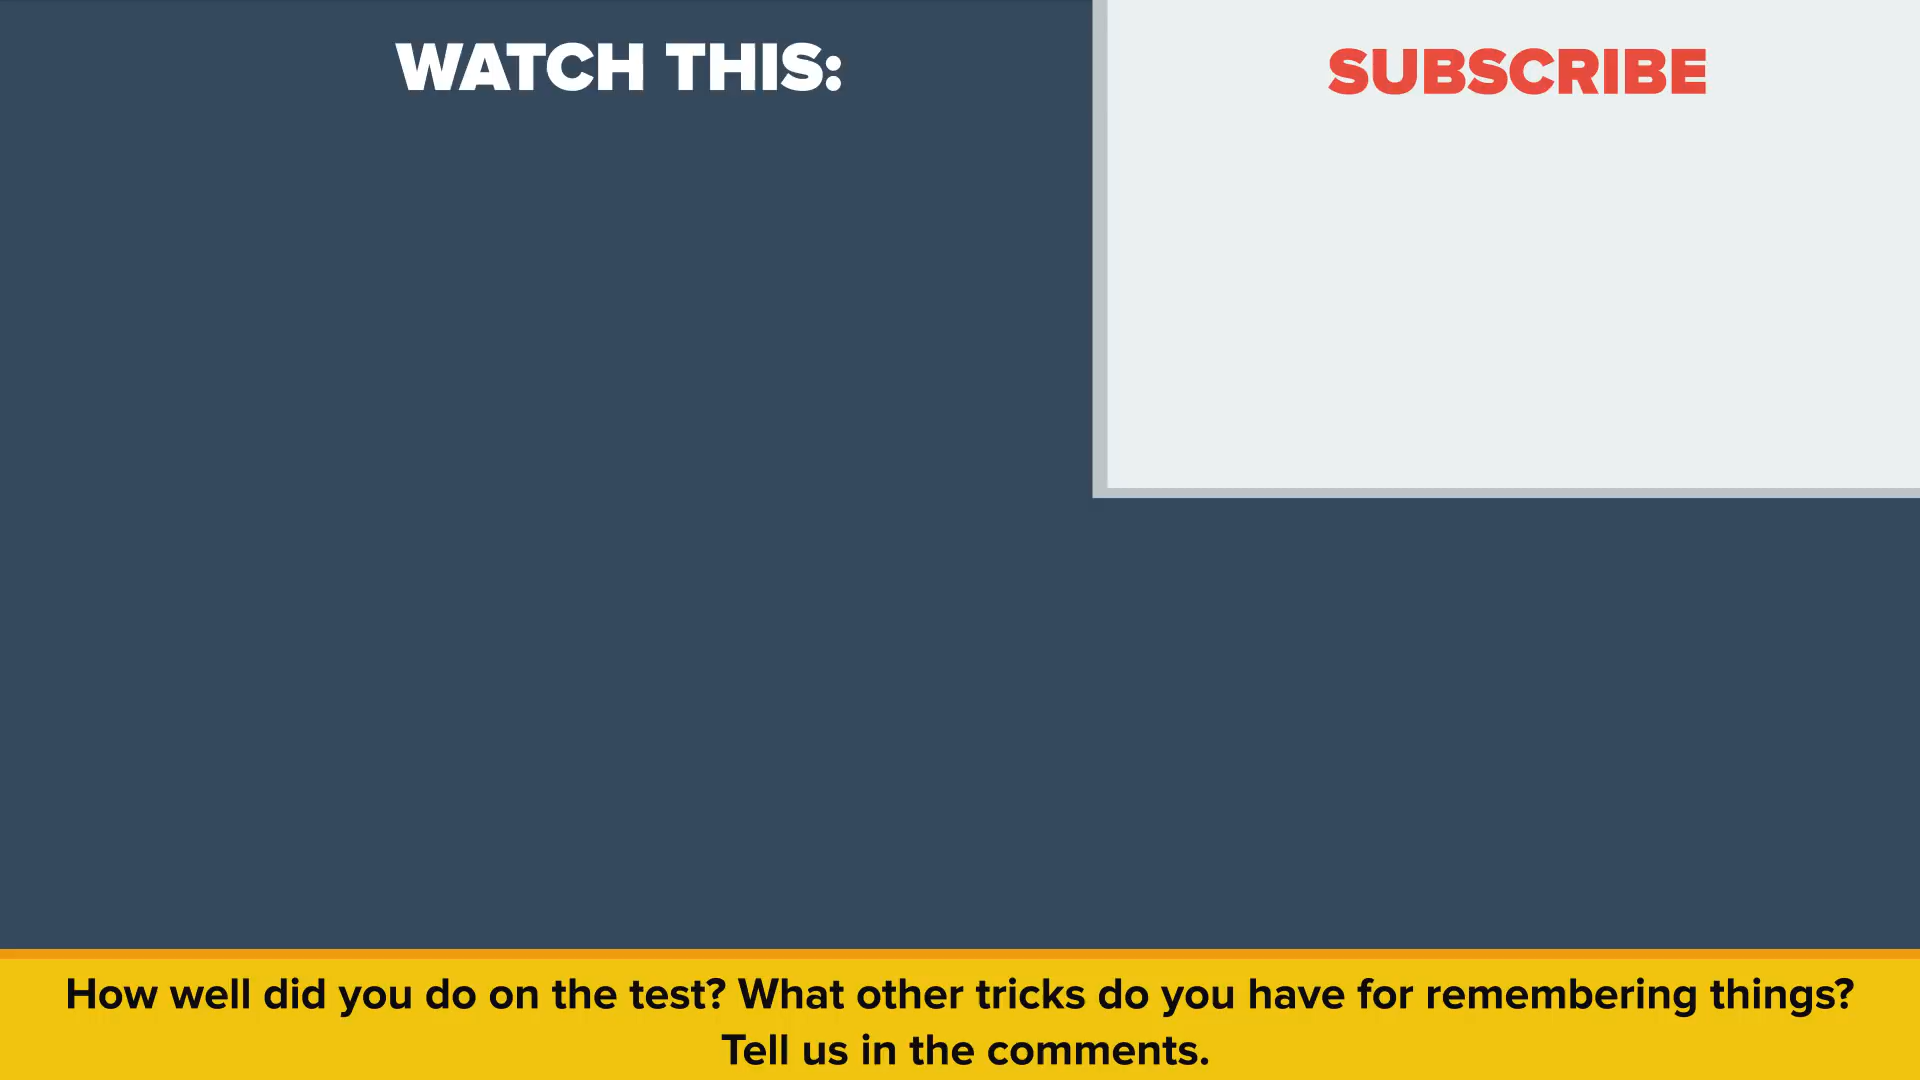 WATCH THIS:
SUBSCRIBE
How well did you do on the test? What other tricks do you have for remembering things?
Tell us in the comments.